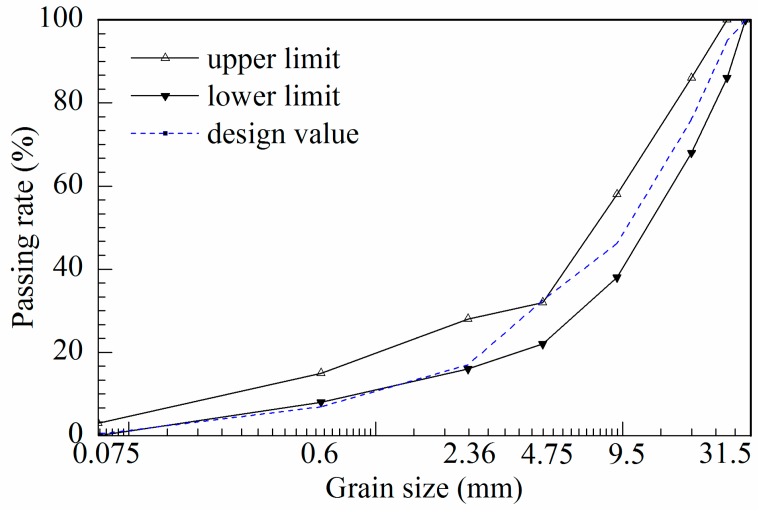 100
80
60
40
20
0
Passing rate (%)
upper limit
lower limit
design value
0.075 0.6 2.36 4.75 9.5 31.5
Grain size (mm)